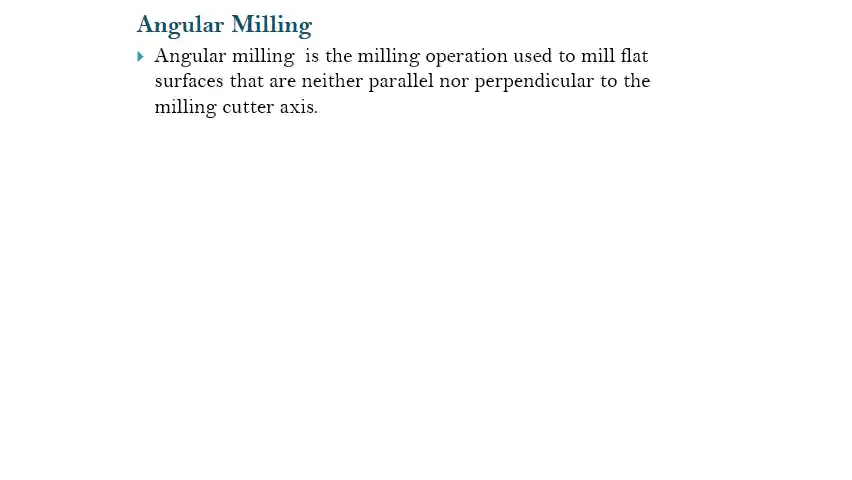 Angular Milling
Angular milling  is the milling operation used to mill flat
surfaces that are neither parallel nor perpendicular to the
milling cutter axis.